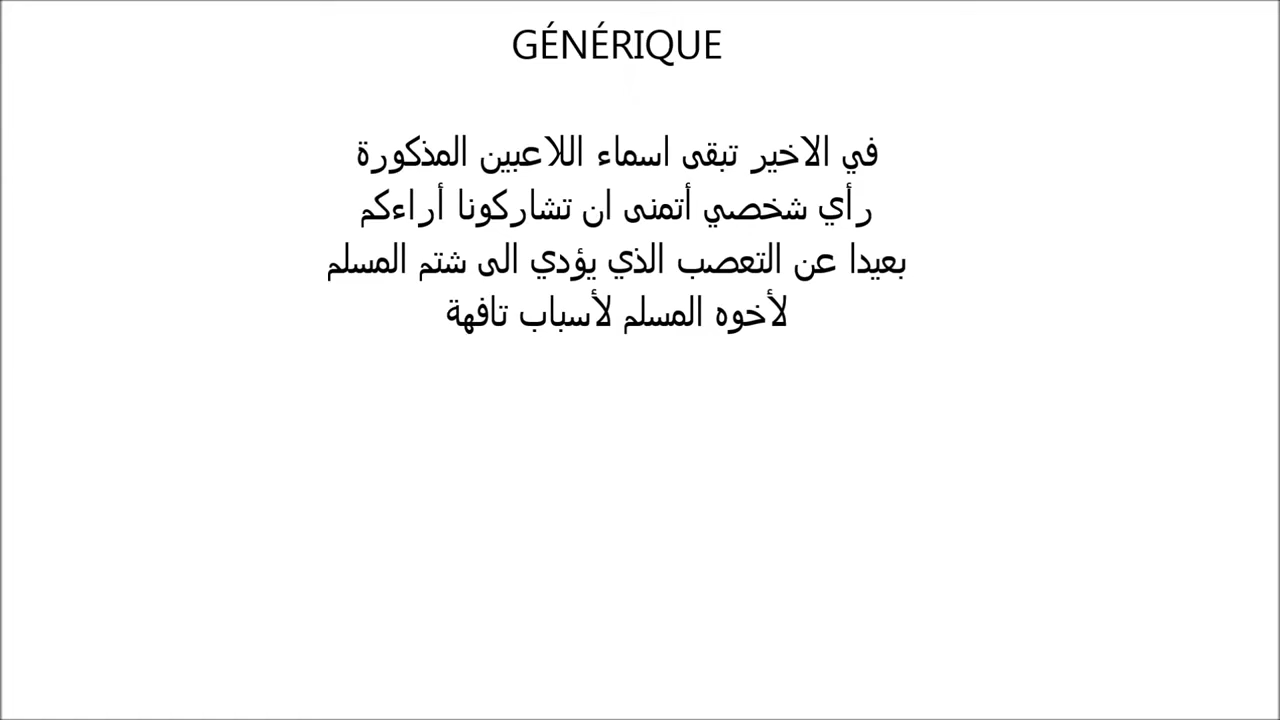 GÉNÉRIQUE
في الاخير تبقى اسماء اللاعبين المذكورة
رأي شخصي أتمنى ان تشاركونا أراءكم
بعيدا عن التعصب الذي يؤدي الى شتم المسلم
لأخوه المسلم لأسباب تافهة